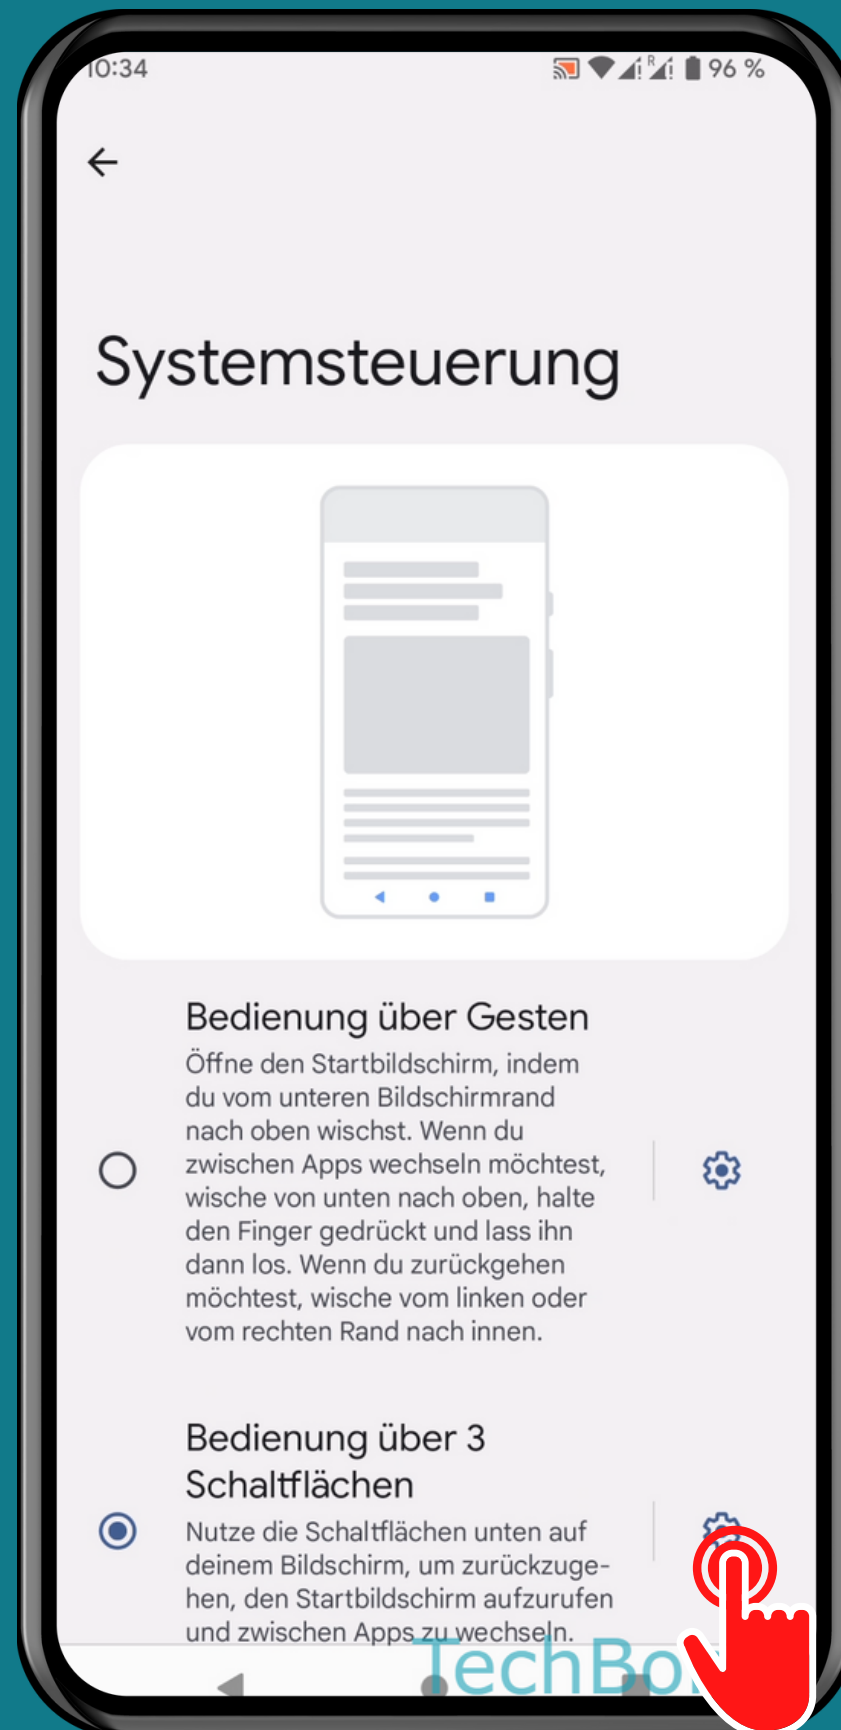 10:34
R
96 %
Systemsteuerung
Bedienung über Gesten
Öffne den Startbildschirm, indem
du vom unteren Bildschirmrand
nach oben wischst. Wenn du
zwischen Apps wechseln möchtest,
wische von unten nach oben, halte
den Finger gedrückt und lass ihn
dann los. Wenn du zurückgehen
möchtest, wische vom linken oder
vom rechten Rand nach innen.
Bedienung über 3
Schaltflächen
Nutze die Schaltflächen unten auf
deinem Bildschirm, um zurückzuge-
hen, den Startbildschirm aufzurufen
und zwischen Apps zu wechseln.